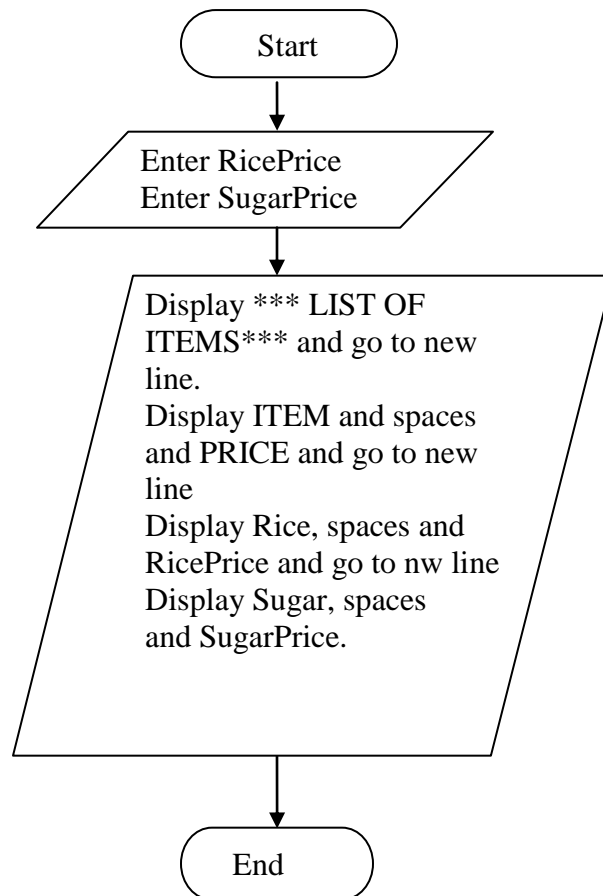 Start
Enter RicePrice
Enter SugarPrice
Display *** LIST OF
ITEMS*** and go to new
line.
Display ITEM and spaces
and PRICE and go to new
line
Display Rice, spaces and
RicePrice and go to nw line
Display Sugar, spaces
and SugarPrice.
End